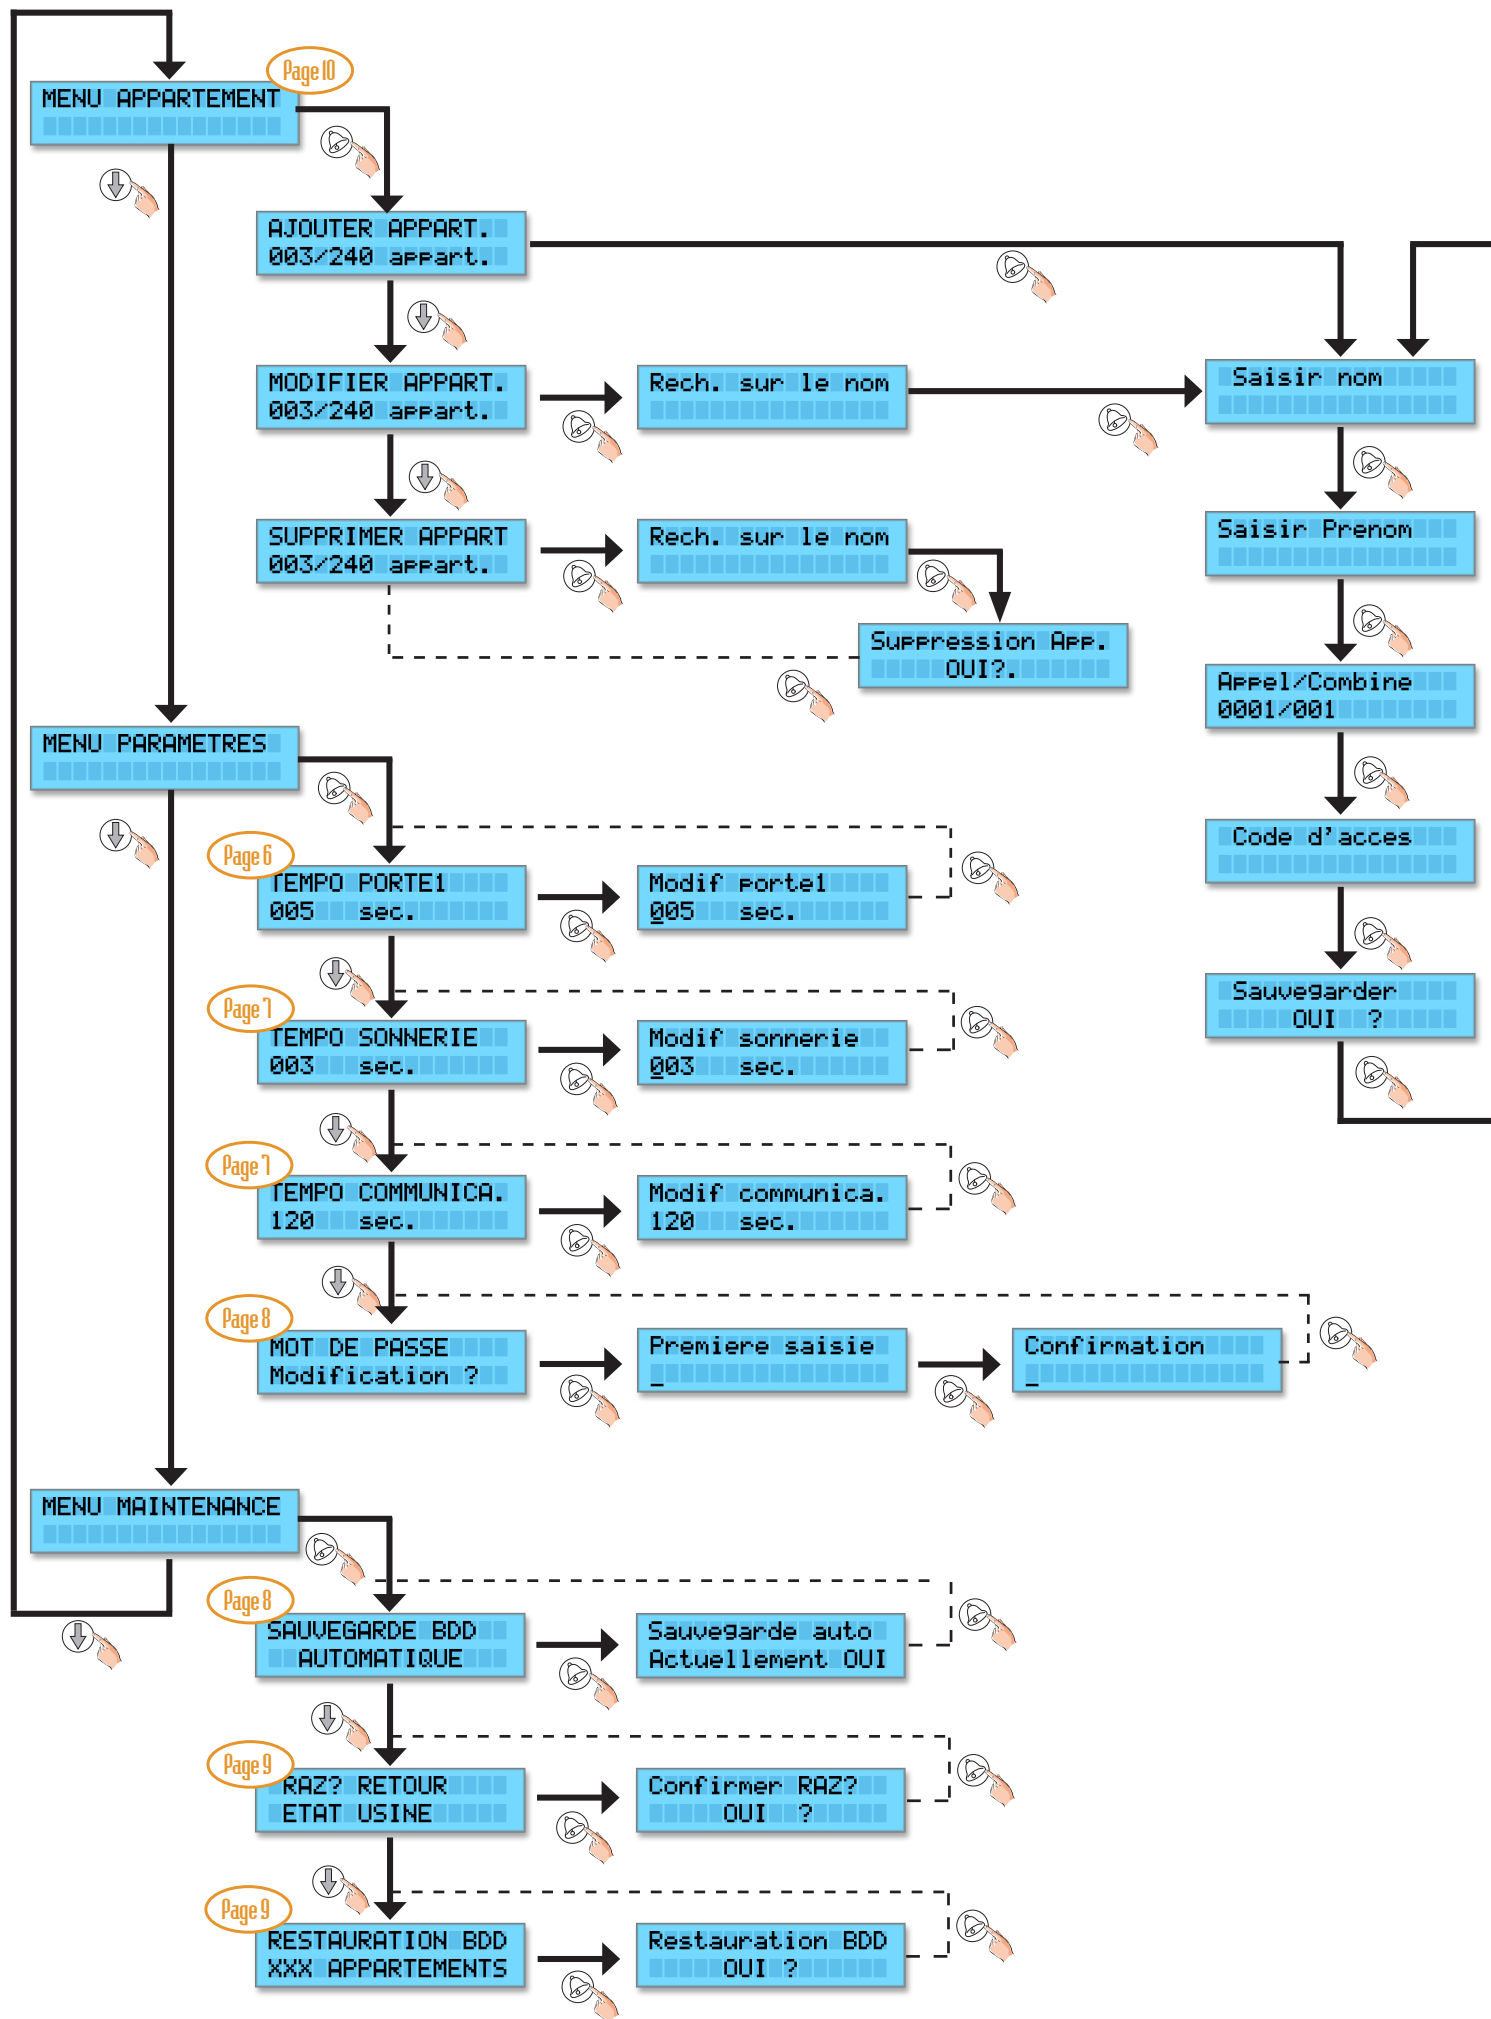 Page 10
MENU APPARTEMENT
AJOUTER APPART.
003/240 appart.
MODIFIER APPART.
003/240 appart.
Rech. sur le nom
Saisir nom
SUPPRIMER APPART
003/240 appart.
Rech. sur le nom
Saisir Prenom
Suppression App.
OUI?.
Appel/Combine
0001/001
MENU PARAMETRES
Code d'acces
Page 6
TEMPO PORTE1
005 sec.
Modif porte1
005 sec.
Sauvegarder
OUI ?
Page 7
TEMPO SONNERIE
003 sec.
Modif sonnerie
003 sec.
Page 7
TEMPO COMMUNICA.
120 sec.
Modif communica.
120 sec.
Page 8
MOT DE PASSE
Modification ?
Premiere saisie
_
Confirmation
_
MENU MAINTENANCE
Page 8
SAUVEGARDE BDD
AUTOMATIQUE
Sauvegarde auto
Actuellement OUI
Page 9
RAZ? RETOUR
ETAT USINE
Confirmer RAZ?
OUI ?
Page 9
RESTAURATION BDD
XXX APPARTEMENTS
Restauration BDD
OUI ?